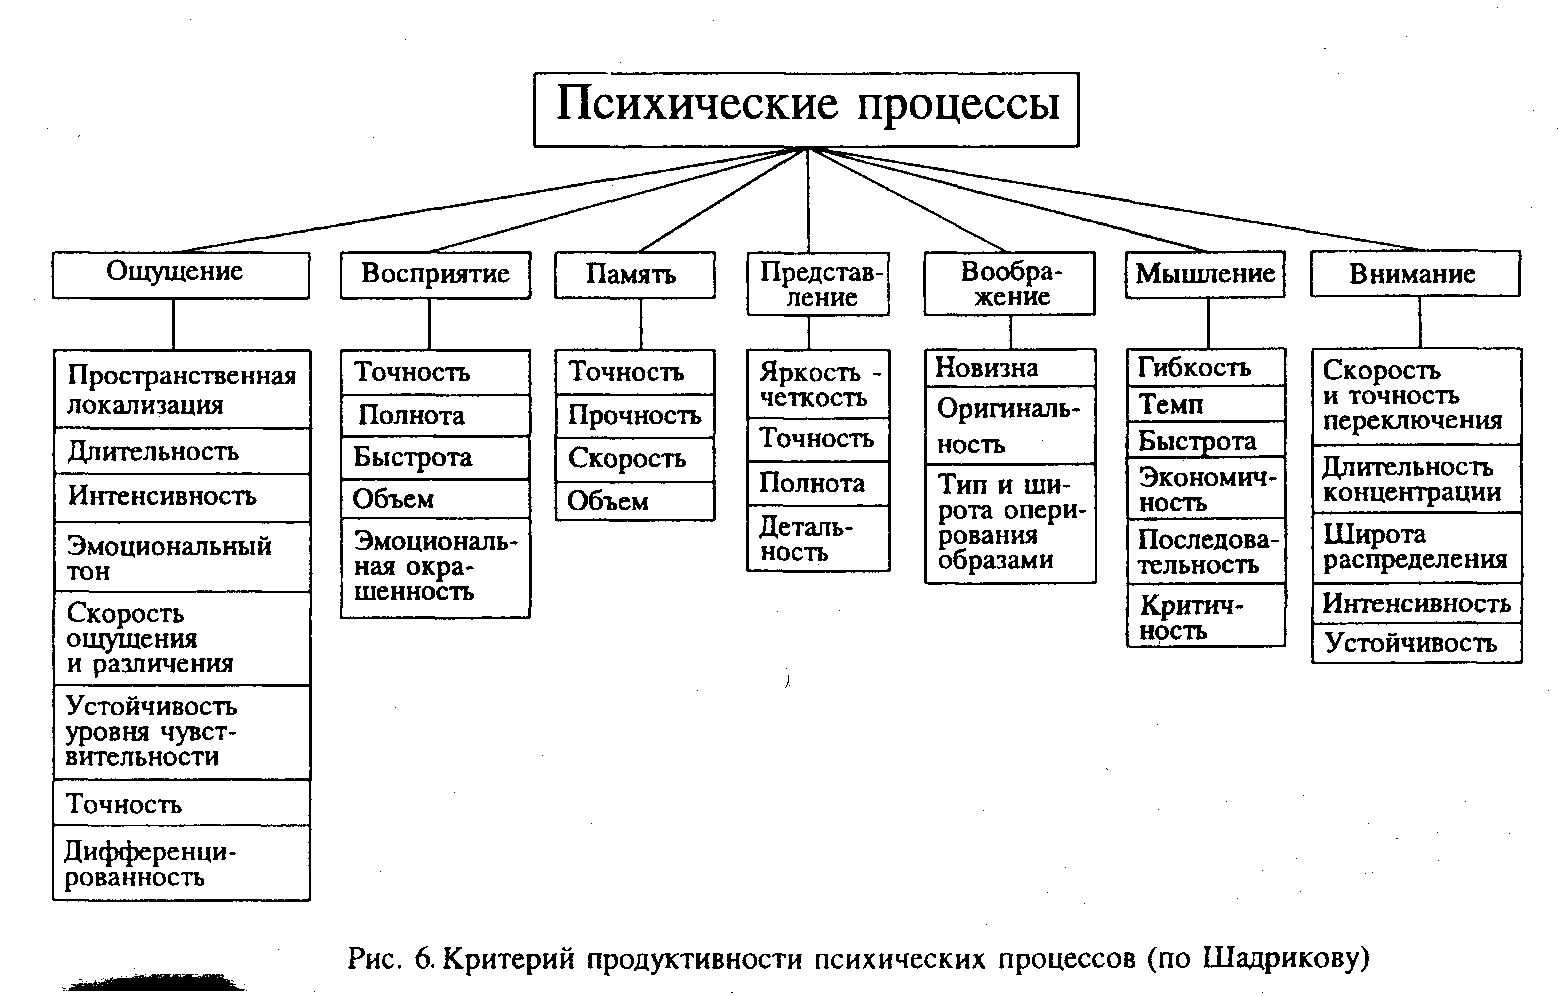 Психические процессы
Ощущение
Пространственная
локализация
Длительность
Интенсивность
Эмоциональный
тон
Скорость
ощущения
и различения
Устойчивость
уровня чувст-
вительности
Точность
Дифференци-
рованность
Восприятие
Точность
Полнота
Быстрота
Объем
Эмоциональ-
ная окра-
шенность
Память
Точность
Прочность
Скорость
Объем
Представ-
ление
Яркость -
четкость
Точность
Полнота
Деталь-
ность
Вообра-
жение
Новизна
Оригиналь-
ность
Тип и ши-
рота опери-
рования
образами
Мышление
Гибкость
Темп
Быстрота
Экономич-
ность
Последова-
тельность
Критич-
ность
Внимание
Скорость
и точность
переключения
Длительность
концентрации
Широта
распределения
Интенсивность
Устойчивость
Рис. 6. Критерий продуктивности психических процессов (по Шадрикову)